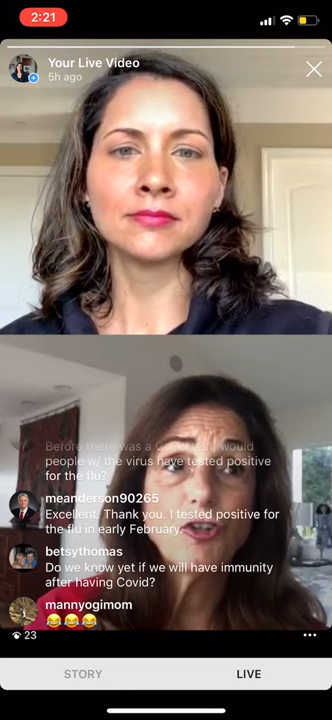 2:21
Your Live Video
5h ago
Before there was a Co
would
people w/ the virus have tested positive
for the flu?
meanderson90265
Excellent. Thank you. I tested positive for
the flu in early February.
betsythomas
Do we know yet if we will have immunity
after having Covid?
mannyogimom
😂😂😂
23
STORY
LIVE